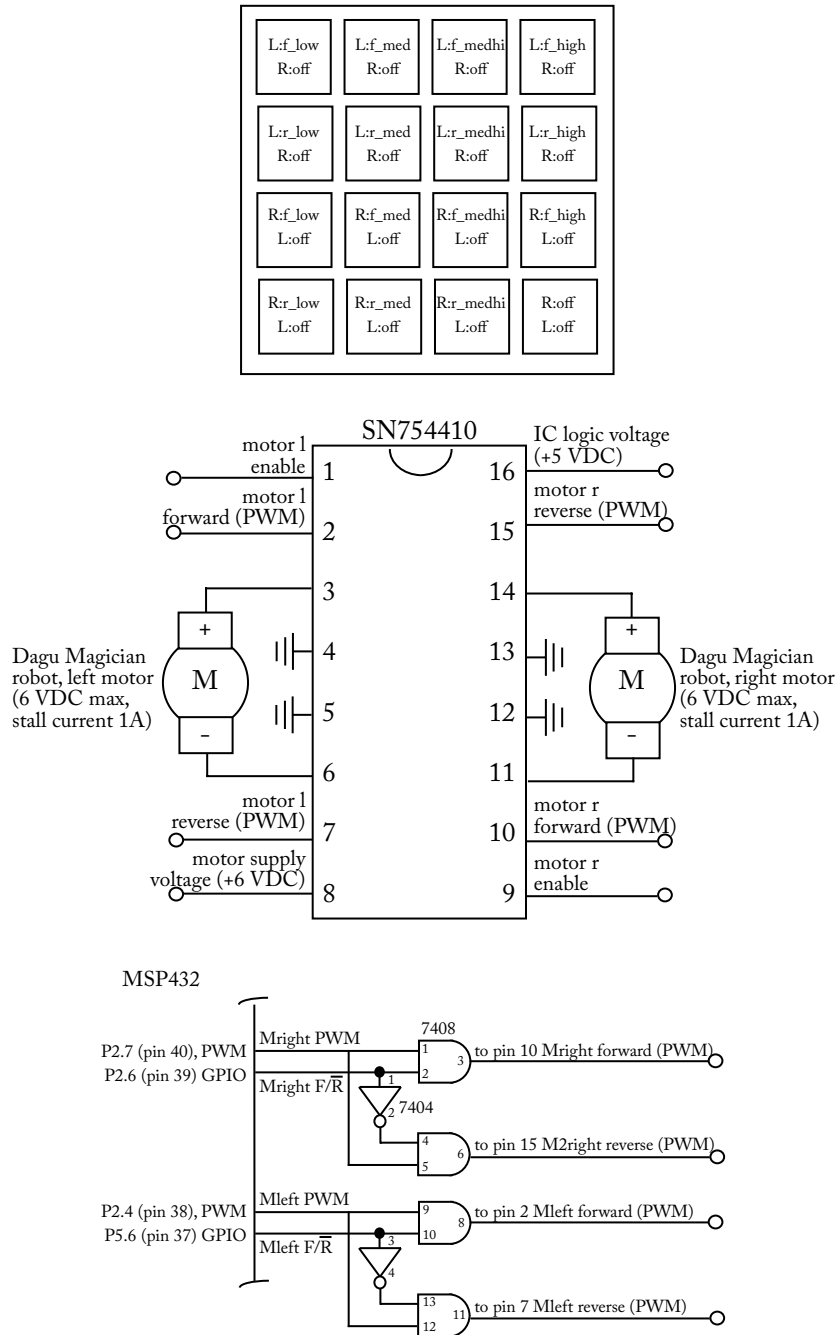 L:f_low
R:off
L:f_med
R:off
L:f_medhi
R:off
L:f_high
R:off
L:r_low
R:off
L:r_med
R:off
L:r_medhi
R:off
L:r_high
R:off
R:f_low
L:off
R:f_med
L:off
R:f_medhi
L:off
R:f_high
L:off
R:r_low
L:off
R:r_med
L:off
R:r_medhi
L:off
R:off
L:off
SN754410
motor l
enable
motor l
forward (PWM)
Dagu Magician
robot, left motor
(6 VDC max,
stall current 1A)
+
M
-
motor l
reverse (PWM)
motor supply
voltage (+6 VDC)
1
2
3
4
5
6
7
8
16
15
14
13
12
11
10
9
IC logic voltage
(+5 VDC)
motor r
reverse (PWM)
+
M
-
Dagu Magician
robot, right motor
(6 VDC max,
stall current 1A)
motor r
forward (PWM)
motor r
enable
MSP432
P2.7 (pin 40), PWM
P2.6 (pin 39) GPIO
Mright PWM
Mright F/R̅
7408
1
2
3
to pin 10 Mright forward (PWM)
1
2
7404
4
5
6
to pin 15 M2right reverse (PWM)
P2.4 (pin 38), PWM
P5.6 (pin 37) GPIO
Mleft PWM
Mleft F/R̅
9
10
8
to pin 2 Mleft forward (PWM)
3
4
13
12
11
to pin 7 Mleft reverse (PWM)